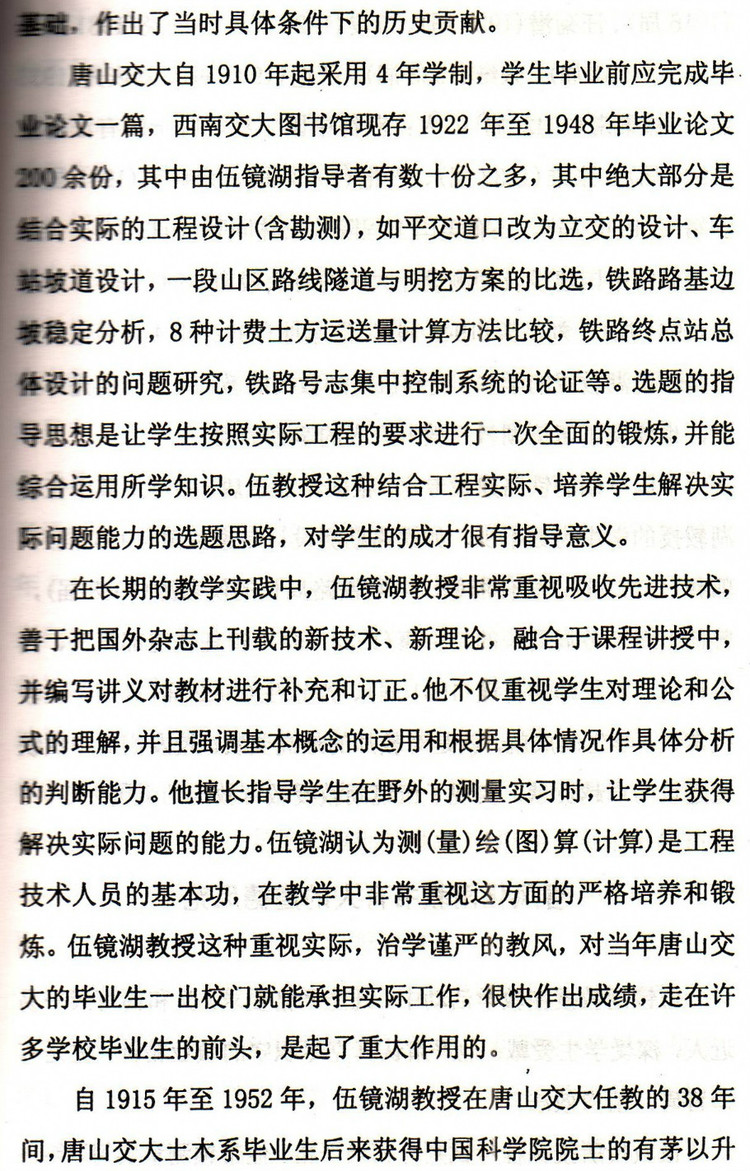 基础，作出了当时具体条件下的历史贡献。
唐山交大自 1910 年起采用 4 年学制，学生毕业前应完成毕
业论文一篇，西南交大图书馆现存 1922 年至 1948 年毕业论文
200 余份，其中由伍镜湖指导者有数十份之多，其中绝大部分是
结合实际的工程设计(含勘测)，如平交道口改为立交的设计、车
站坡道设计，一段山区路线隧道与明挖方案的比选，铁路路基边
坡稳定分析，8 种计费土方运送量计算方法比较，铁路终点站总
体设计的问题研究，铁路号志集中控制系统的论证等。选题的指
导思想是让学生按照实际工程的要求进行一次全面的锻炼，并能
综合运用所学知识。伍教授这种结合工程实际、培养学生解决实
际问题能力的选题思路，对学生的成才很有指导意义。
在长期的教学实践中，伍镜湖教授非常重视吸收先进技术，
善于把国外杂志上刊载的新技术、新理论，融合于课程讲授中，
并编写讲义对教材进行补充和订正。他不仅重视学生对理论和公
式的理解，并且强调基本概念的运用和根据具体情况作具体分析
的判断能力。他擅长指导学生在野外的测量实习时，让学生获得
解决实际问题的能力。伍镜湖认为测(量)绘(图)算(计算)是工程
技术人员的基本功，在教学中非常重视这方面的严格培养和锻
炼。伍镜湖教授这种重视实际，治学谨严的教风，对当年唐山交
大的毕业生一出校门就能承担实际工作，很快作出成绩，走在许
多学校毕业生的前头，是起了重大作用的。
自 1915 年至 1952 年，伍镜湖教授在唐山交大任教的 38 年
间，唐山交大土木系毕业生后来获得中国科学院院士的有茅以升